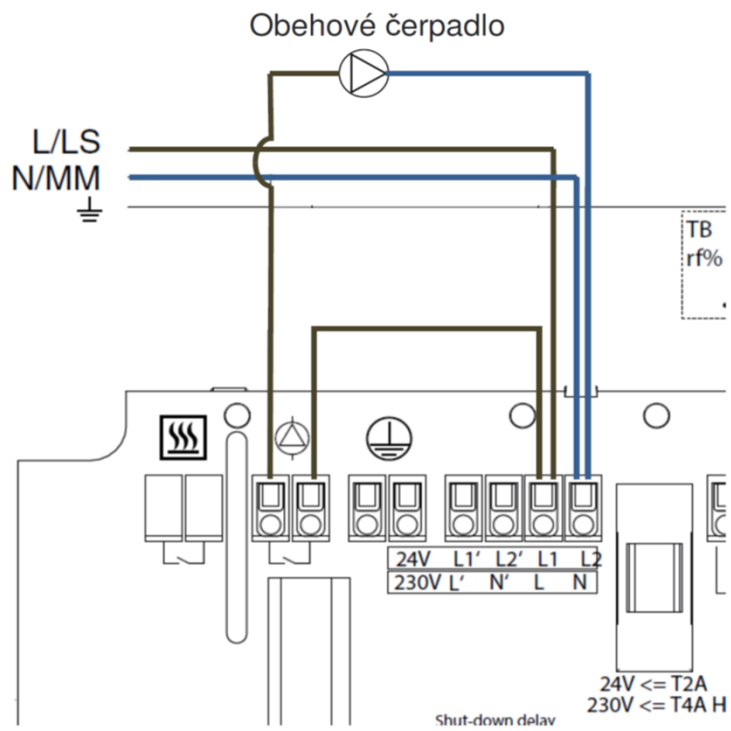 Obehové čerpadlo
L/LS
N/MM
TB
rf%
24V L1' L2' L1 L2
230V L' N' L N
24V <= T2A
230V <= T4A H
Shut-down delay